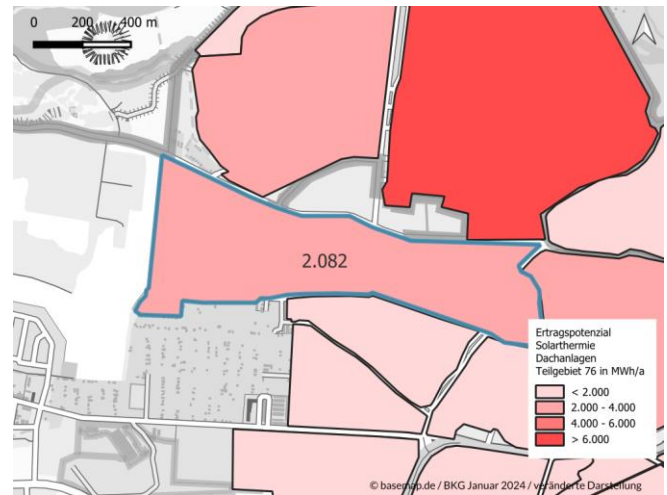 0 200 400 m
2.082
Ertragspotenzial
Solarthermie
Dachanlagen
Teilgebiet 76 in MWh/a
< 2.000
2.000 - 4.000
4.000 - 6.000
> 6.000
© basemap.de / BKG Januar 2024 / veränderte Darstellung